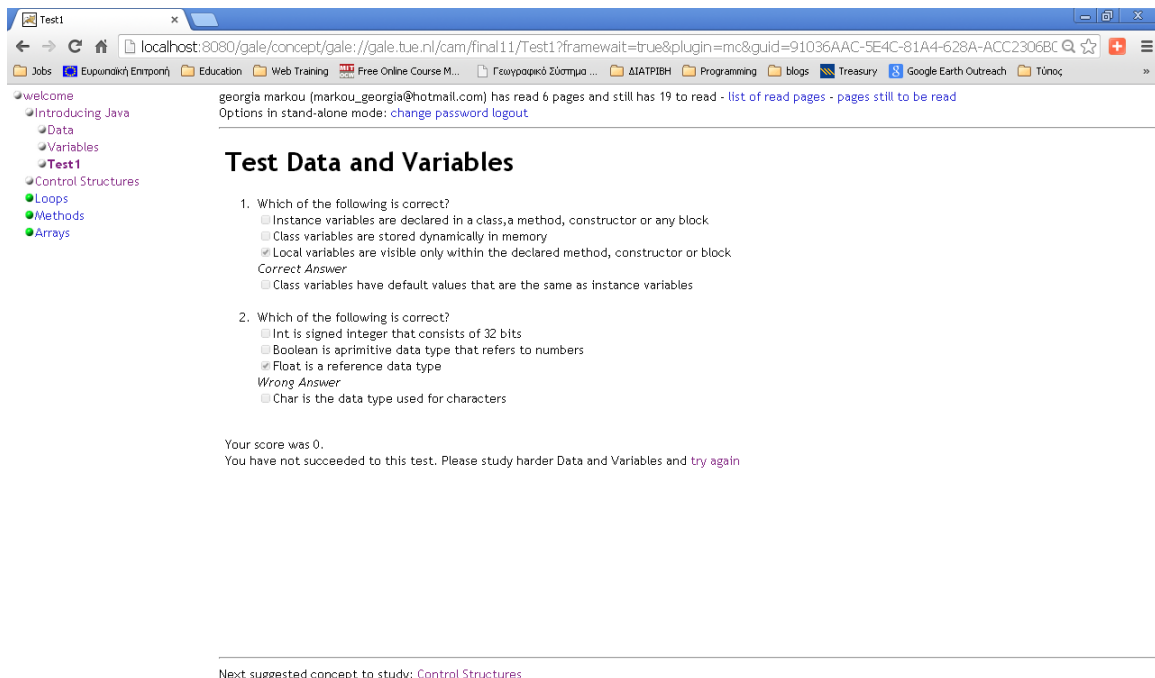 Test1
localhost:8080/gale/concept/gale://gale.tue.nl/cam/final11/Test1?framewait=true&plugin=mc&guid=91036AAC-5E4C-81A4-628A-ACC2306BC
Jobs Ευρωπαϊκή Επιτροπή Education Web Training Free Online Course M... Γεωγραφικό Σύστημα ... ΔΙΑΤΡΙΒΗ Programming blogs Treasury Google Earth Outreach Τύπος »
welcome
Introducing Java
Data
Variables
Test1
Control Structures
Loops
Methods
Arrays
georgia markou (markou_georgia@hotmail.com) has read 6 pages and still has 19 to read - list of read pages - pages still to be read
Options in stand-alone mode: change password logout
Test Data and Variables
1. Which of the following is correct?
Instance variables are declared in a class,a method, constructor or any block
Class variables are stored dynamically in memory
Local variables are visible only within the declared method, constructor or block
Correct Answer
Class variables have default values that are the same as instance variables
2. Which of the following is correct?
Int is signed integer that consists of 32 bits
Boolean is aprimitive data type that refers to numbers
Float is a reference data type
Wrong Answer
Char is the data type used for characters
Your score was 0.
You have not succeeded to this test. Please study harder Data and Variables and try again
Next suggested concept to study: Control Structures